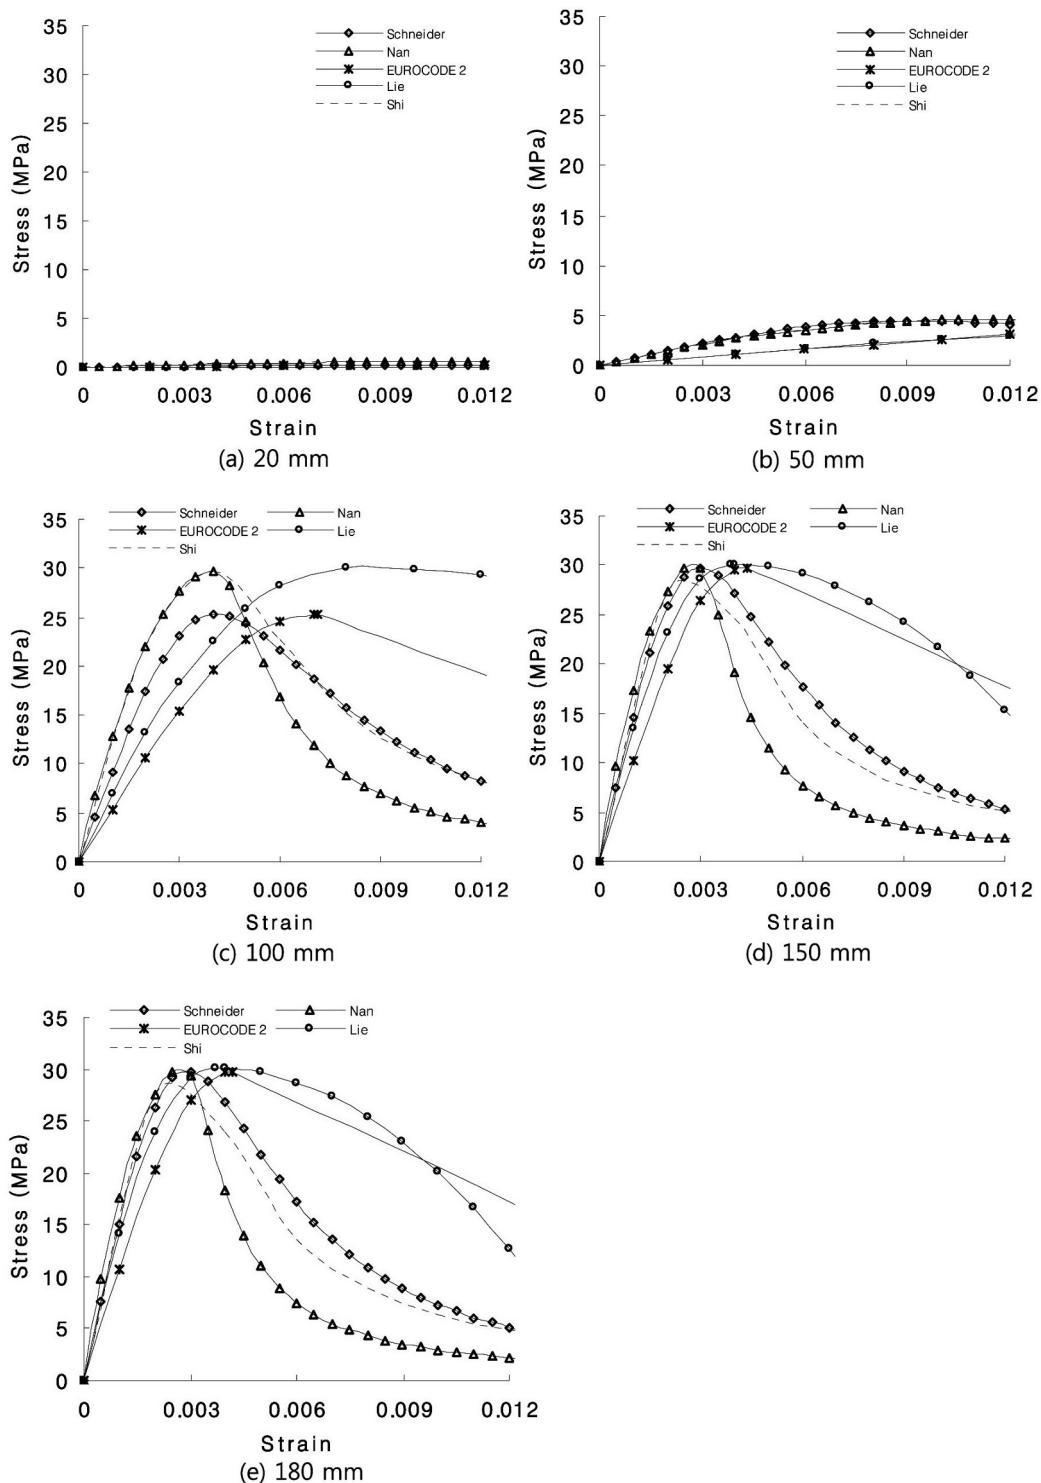 35
30
25
20
15
10
5
0
Stress (MPa)
Schneider
Nan
EUROCODE 2
Lie
Shi
0 0.003 0.006 0.009 0.012
Strain
(a) 20 mm
35
30
25
20
15
10
5
0
Stress (MPa)
Schneider
Nan
EUROCODE 2
Lie
Shi
0 0.003 0.006 0.009 0.012
Strain
(b) 50 mm
Schneider Nan
EUROCODE 2 Lie
Shi
35
30
25
20
15
10
5
0
Stress (MPa)
0 0.003 0.006 0.009 0.012
Strain
(c) 100 mm
Schneider Nan
EUROCODE 2 Lie
Shi
35
30
25
20
15
10
5
0
Stress (MPa)
0 0.003 0.006 0.009 0.012
Strain
(d) 150 mm
Schneider Nan
EUROCODE 2 Lie
Shi
35
30
25
20
15
10
5
0
Stress (MPa)
0 0.003 0.006 0.009 0.012
Strain
(e) 180 mm